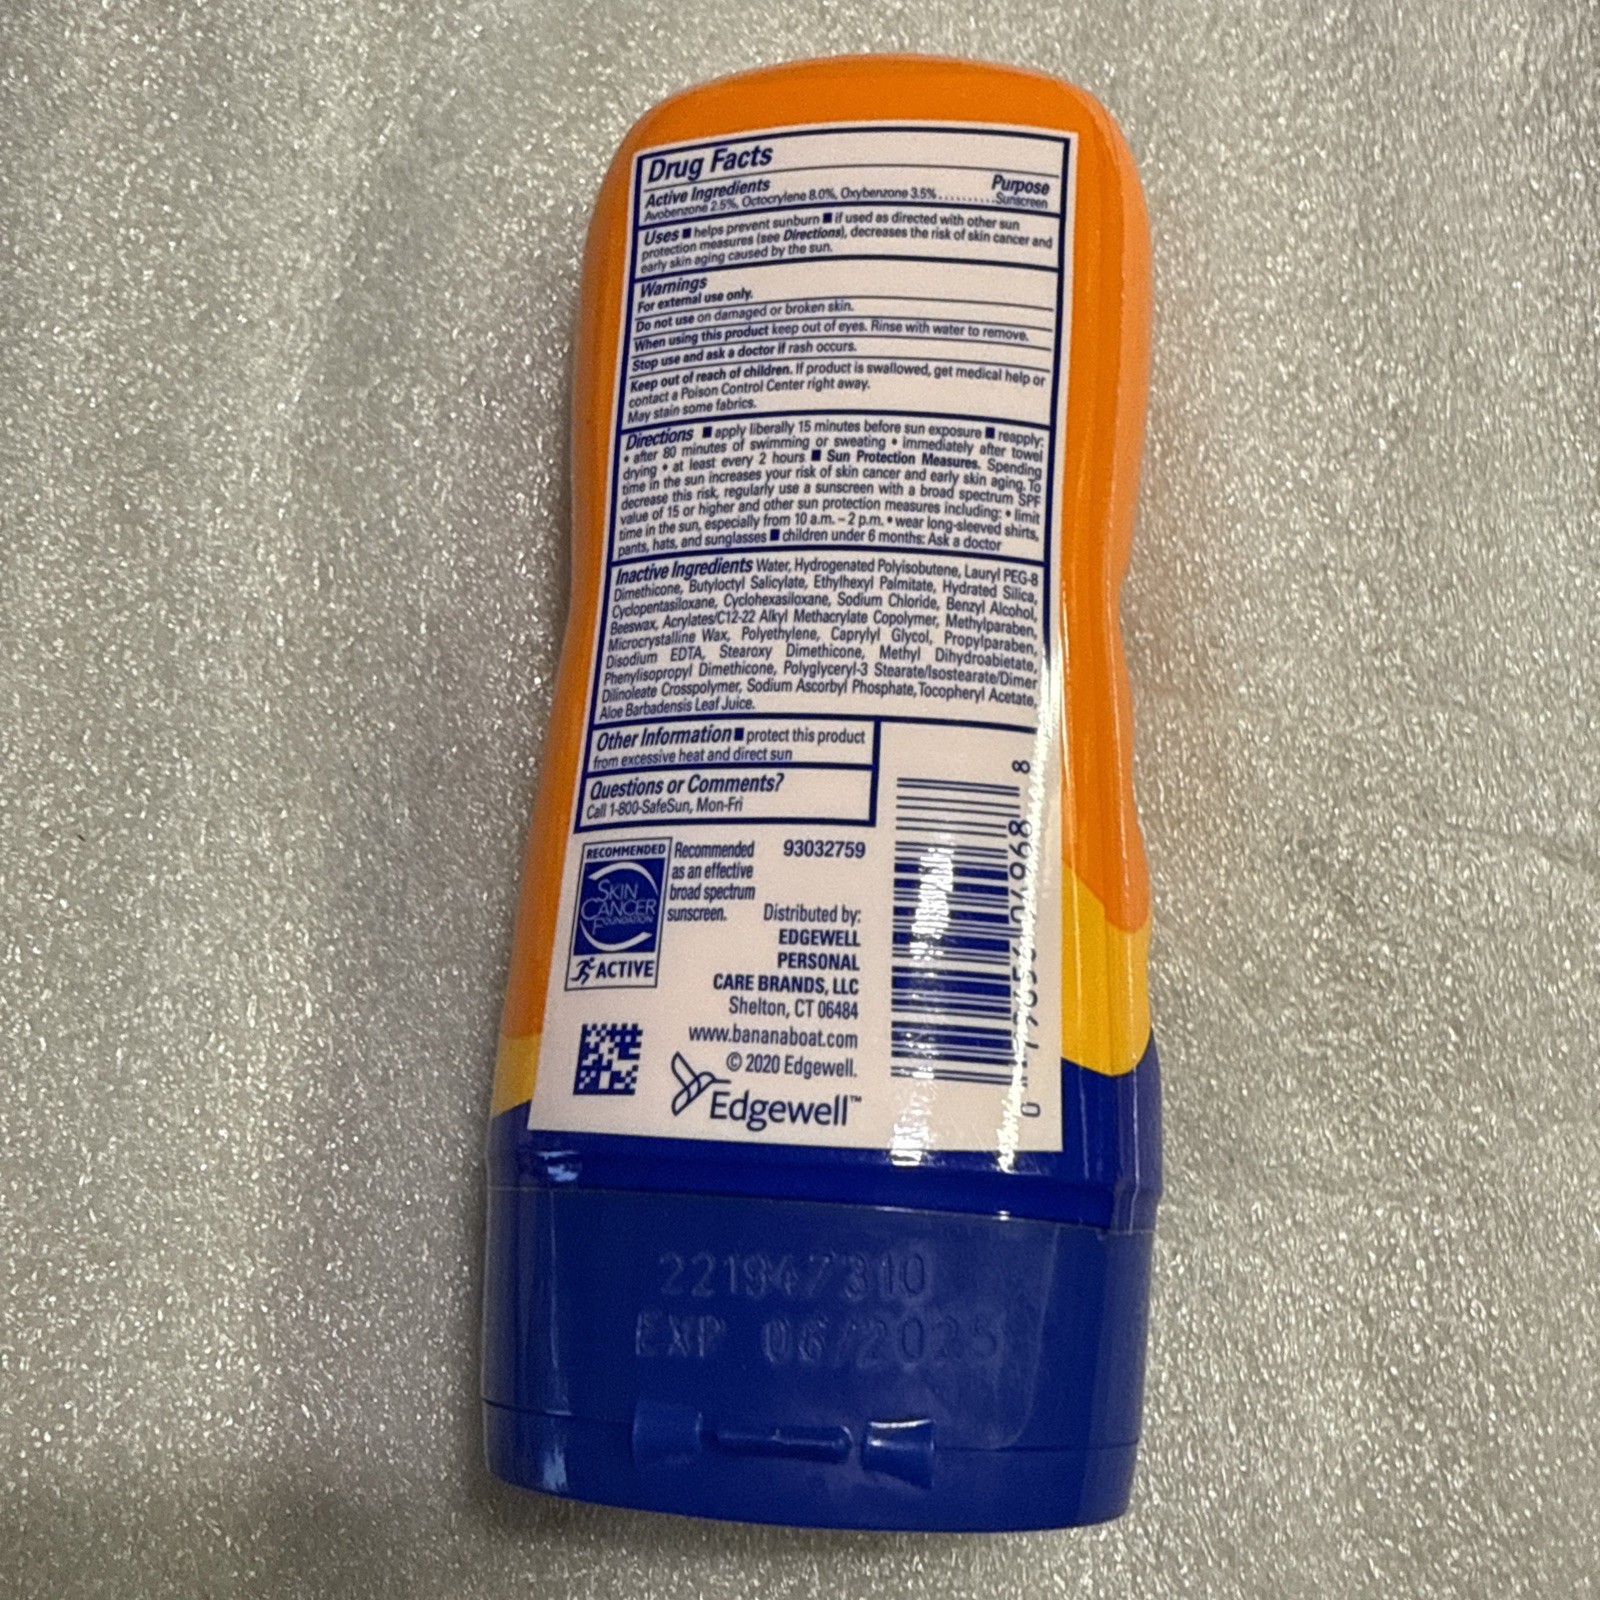 Drug Facts
Active Ingredients
Purpose
Avobenzone 2.5%, Octocrylene 8.0%, Oxybenzone 3.5%..........Sunscreen
Uses ■ helps prevent sunburn ■ if used as directed with other sun
protection measures (see Directions), decreases the risk of skin cancer and
early skin aging caused by the sun.
Warnings
For external use only.
Do not use on damaged or broken skin.
When using this product keep out of eyes. Rinse with water to remove.
Stop use and ask a doctor if rash occurs.
Keep out of reach of children. If product is swallowed, get medical help or
contact a Poison Control Center right away.
May stain some fabrics.
Directions ■ apply liberally 15 minutes before sun exposure ■ reapply:
• after 80 minutes of swimming or sweating • immediately after towel
drying • at least every 2 hours ■ Sun Protection Measures. Spending
time in the sun increases your risk of skin cancer and early skin aging. To
decrease this risk, regularly use a sunscreen with a broad spectrum SPF
value of 15 or higher and other sun protection measures including: • limit
time in the sun, especially from 10 a.m. – 2 p.m. • wear long-sleeved shirts,
pants, hats, and sunglasses ■ children under 6 months: Ask a doctor
Inactive Ingredients Water, Hydrogenated Polyisobutene, Lauryl PEG-8
Dimethicone, Butyloctyl Salicylate, Ethylhexyl Palmitate, Hydrated Silica,
Cyclopentasiloxane, Cyclohexasiloxane, Sodium Chloride, Benzyl Alcohol,
Beeswax, Acrylates/C12-22 Alkyl Methacrylate Copolymer, Methylparaben,
Microcrystalline Wax, Polyethylene, Caprylyl Glycol, Propylparaben,
Disodium EDTA, Stearoxy Dimethicone, Methyl Dihydroabietate,
Phenylisopropyl Dimethicone, Polyglyceryl-3 Stearate/Isostearate/Dimer
Dilinoleate Crosspolymer, Sodium Ascorbyl Phosphate, Tocopheryl Acetate,
Aloe Barbadensis Leaf Juice.
Other Information ■ protect this product
from excessive heat and direct sun
Questions or Comments?
Call 1-800-SafeSun, Mon-Fri
RECOMMENDED
SKIN
CANCER
FOUNDATION
ACTIVE
Recommended
as an effective
broad spectrum
sunscreen.
93032759
Distributed by:
EDGEWELL
PERSONAL
CARE BRANDS, LLC
Shelton, CT 06484
www.bananaboat.com
© 2020 Edgewell.
Edgewell™
221947310
EXP 06/2025